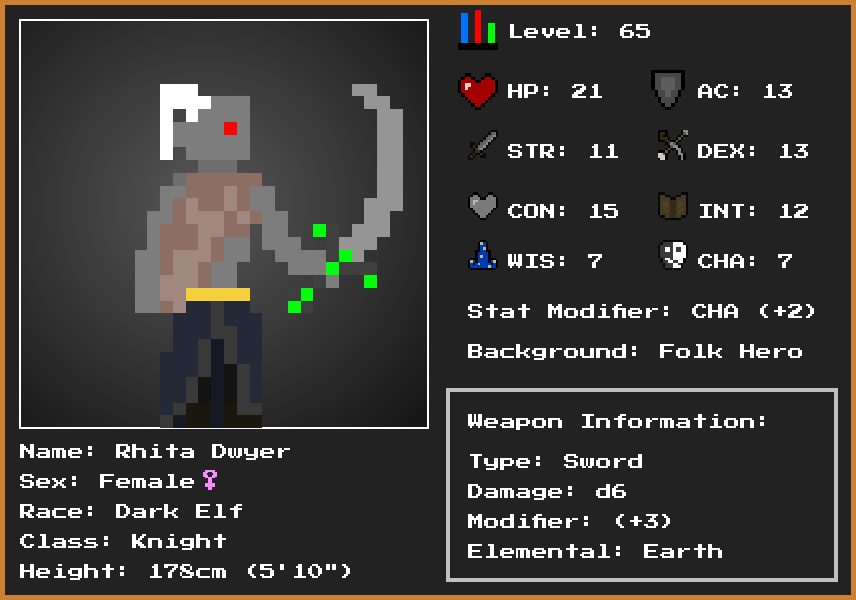 Level: 65
HP: 21 AC: 13
STR: 11 DEX: 13
CON: 15 INT: 12
WIS: 7 CHA: 7
Stat Modifier: CHA (+2)
Background: Folk Hero
Weapon Information:
Type: Sword
Damage: d6
Modifier: (+3)
Elemental: Earth
Name: Rhita Dwyer
Sex: Female♀
Race: Dark Elf
Class: Knight
Height: 178cm (5'10")